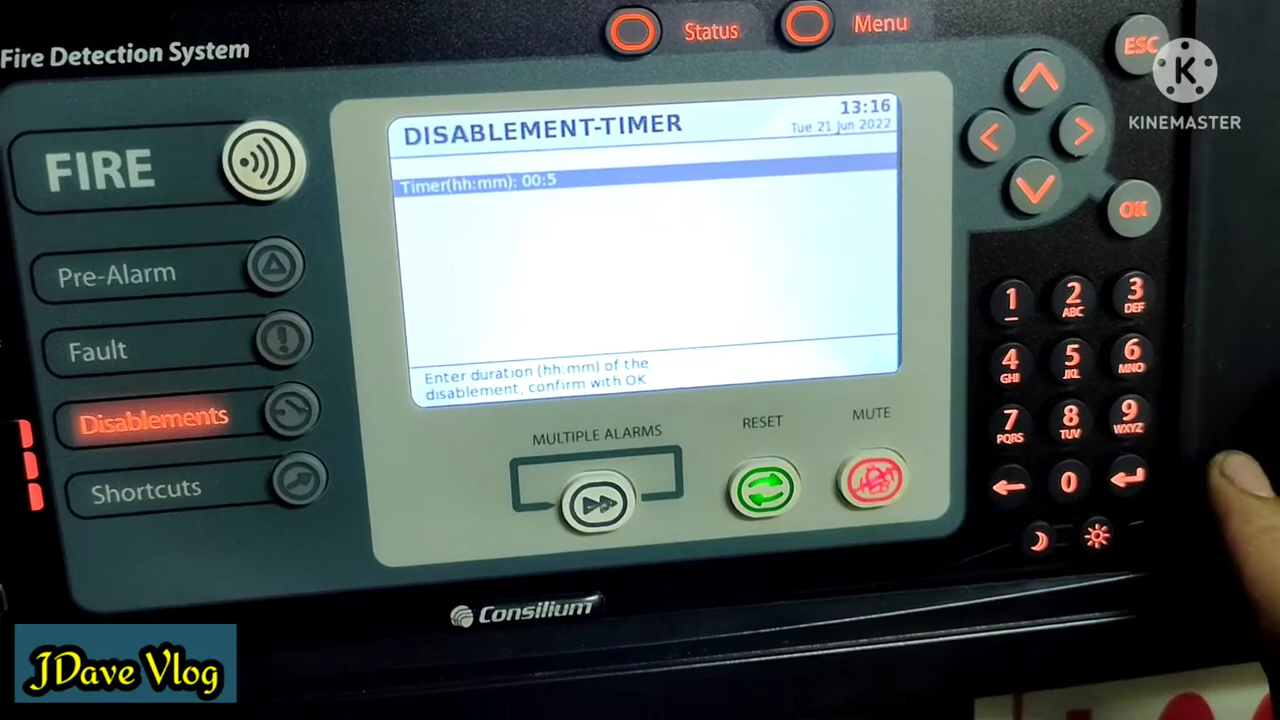 Fire Detection System
Status
Menu
ESC
KINEMASTER
FIRE
Pre-Alarm
Fault
Disablements
Shortcuts
DISABLEMENT-TIMER
13:16
Tue 21 Jun 2022
Timer(hh:mm): 00:5
Enter duration (hh:mm) of the
disablement, confirm with OK
MULTIPLE ALARMS
RESET
MUTE
OK
1 2 3
ABC DEF
4 5 6
GHI JKL MNO
7 8 9
PQRS TUV WXYZ
0
Consilium
JDave Vlog